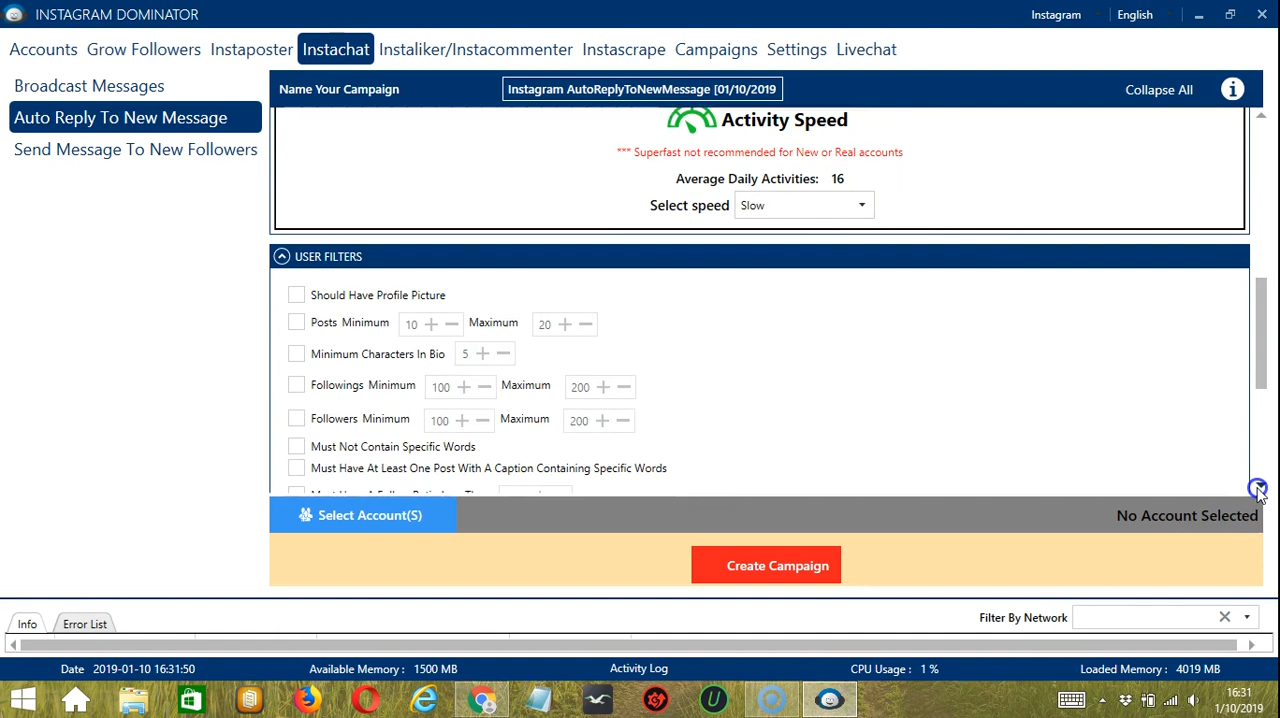 INSTAGRAM DOMINATOR
Instagram
English
Accounts
Grow Followers
Instaposter
Instachat
Instaliker/Instacommenter
Instascrape
Campaigns
Settings
Livechat
Broadcast Messages
Auto Reply To New Message
Send Message To New Followers
Name Your Campaign
Instagram AutoReplyToNewMessage [01/10/2019
Collapse All
Activity Speed
*** Superfast not recommended for New or Real accounts
Average Daily Activities: 16
Select speed Slow
USER FILTERS
Should Have Profile Picture
Posts Minimum 10 + − Maximum 20 + −
Minimum Characters In Bio 5 + −
Followings Minimum 100 + − Maximum 200 + −
Followers Minimum 100 + − Maximum 200 + −
Must Not Contain Specific Words
Must Have At Least One Post With A Caption Containing Specific Words
Select Account(S)
No Account Selected
Create Campaign
Info
Error List
Filter By Network
Date 2019-01-10 16:31:50
Available Memory : 1500 MB
Activity Log
CPU Usage : 1 %
Loaded Memory : 4019 MB
16:31
1/10/2019